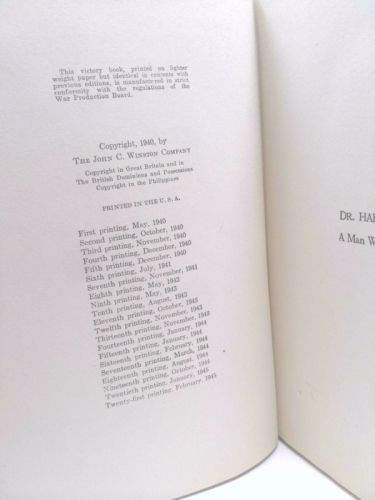 This victory book, printed on lighter
weight paper but identical in contents with
previous editions, is manufactured in strict
conformity with the regulations of the
War Production Board.
Copyright, 1940, by
THE JOHN C. WINSTON COMPANY
Copyright in Great Britain and in
The British Dominions and Possessions
Copyright in the Philippines
PRINTED IN THE U. S. A.
First printing, May, 1940
Second printing, October, 1940
Third printing, November, 1940
Fourth printing, December, 1940
Fifth printing, December, 1940
Sixth printing, July, 1941
Seventh printing, November, 1941
Eighth printing, May, 1942
Ninth printing, May, 1943
Tenth printing, August, 1943
Eleventh printing, October, 1943
Twelfth printing, November, 1943
Thirteenth printing, November, 1943
Fourteenth printing, January, 1944
Fifteenth printing, January, 1944
Sixteenth printing, February, 1944
Seventeenth printing, March, 1944
Eighteenth printing, August, 1944
Nineteenth printing, October, 1944
Twentieth printing, January, 1945
Twenty-first printing, February, 1945
DR. HAR
A Man W